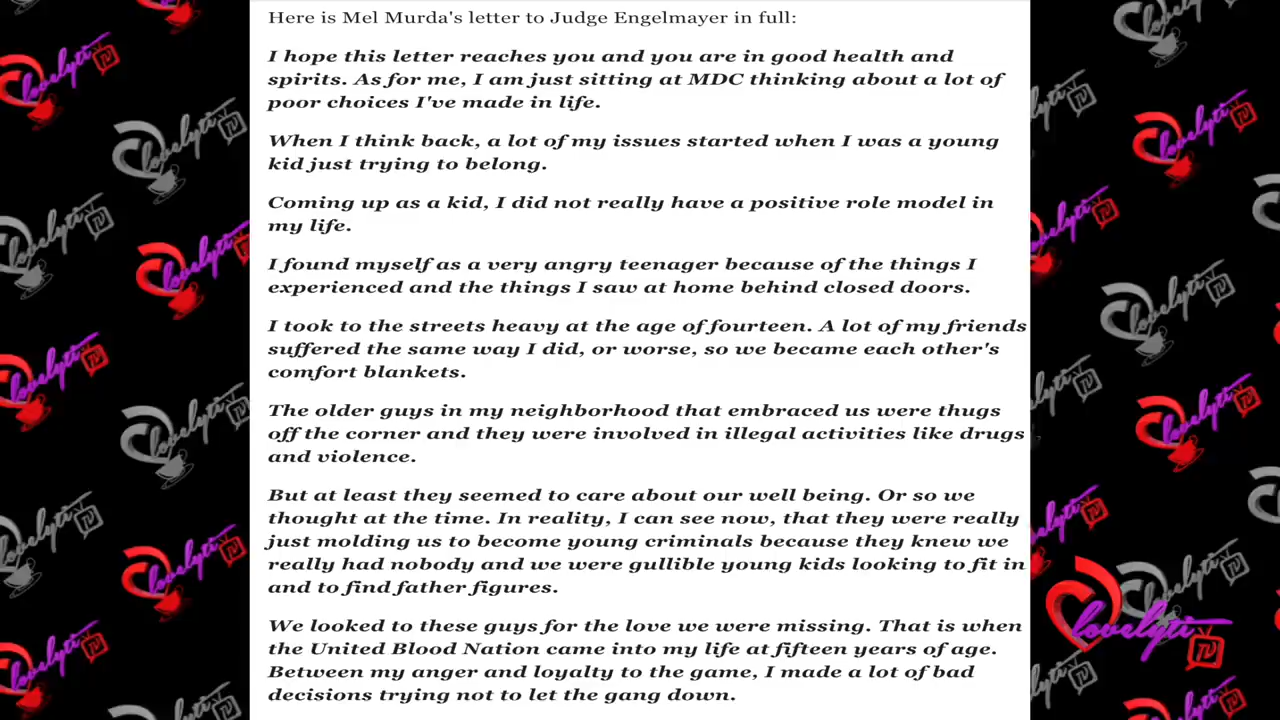 Here is Mel Murda's letter to Judge Engelmayer in full:
I hope this letter reaches you and you are in good health and
spirits. As for me, I am just sitting at MDC thinking about a lot of
poor choices I've made in life.
When I think back, a lot of my issues started when I was a young
kid just trying to belong.
Coming up as a kid, I did not really have a positive role model in
my life.
I found myself as a very angry teenager because of the things I
experienced and the things I saw at home behind closed doors.
I took to the streets heavy at the age of fourteen. A lot of my friends
suffered the same way I did, or worse, so we became each other's
comfort blankets.
The older guys in my neighborhood that embraced us were thugs
off the corner and they were involved in illegal activities like drugs
and violence.
But at least they seemed to care about our well being. Or so we
thought at the time. In reality, I can see now, that they were really
just nolding us to become young criminals because they knew we
really had nobody and we were gullible young kids looking to fit in
and to find father figures.
We looked to these guys for the love we were missing. That is when
the United Blood Nation came into my life at fifteen years of age.
Between my anger and loyalty to the game, I made a lot of bad
decisions trying not to let the gang down.
lovelyti TV